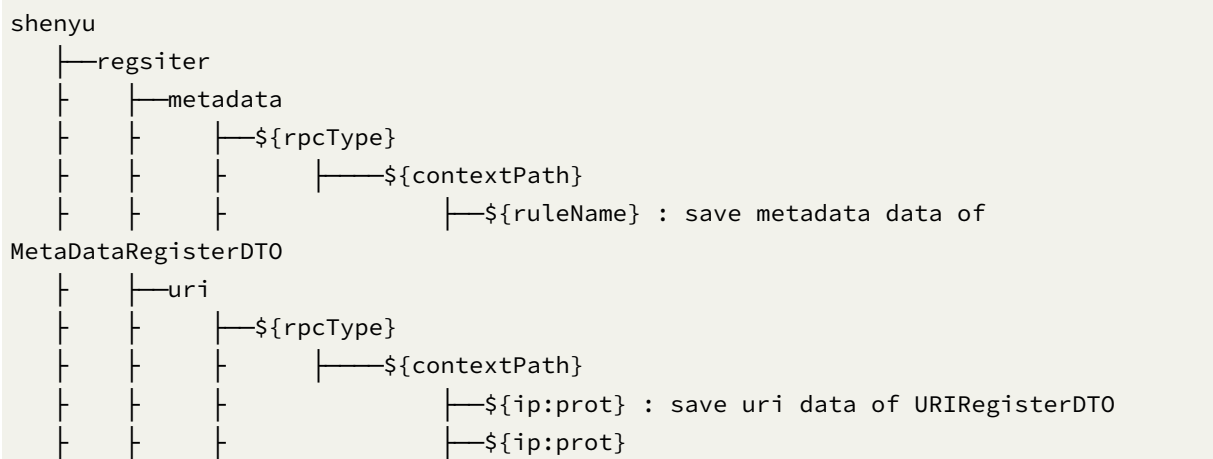 shenyu
├──regsiter
├ ├──metadata
├ ├ ├──${rpcType}
├ ├ ├ ├────${contextPath}
├ ├ ├ ├──${ruleName} : save metadata data of
MetaDataRegisterDTO
├ ├──uri
├ ├ ├──${rpcType}
├ ├ ├ ├────${contextPath}
├ ├ ├ ├──${ip:prot} : save uri data of URIRegisterDTO
├ ├ ├ ├──${ip:prot}